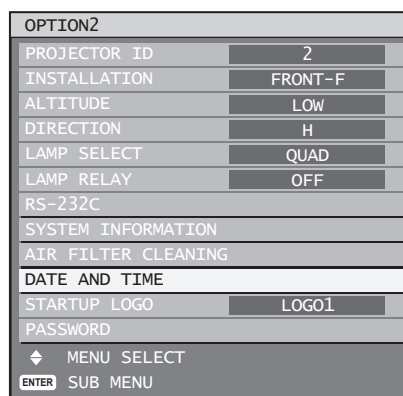 OPTION2
PROJECTOR ID 2
INSTALLATION FRONT-F
ALTITUDE LOW
DIRECTION H
LAMP SELECT QUAD
LAMP RELAY OFF
RS-232C
SYSTEM INFORMATION
AIR FILTER CLEANING
DATE AND TIME
STARTUP LOGO LOGO1
PASSWORD
MENU SELECT
ENTER SUB MENU